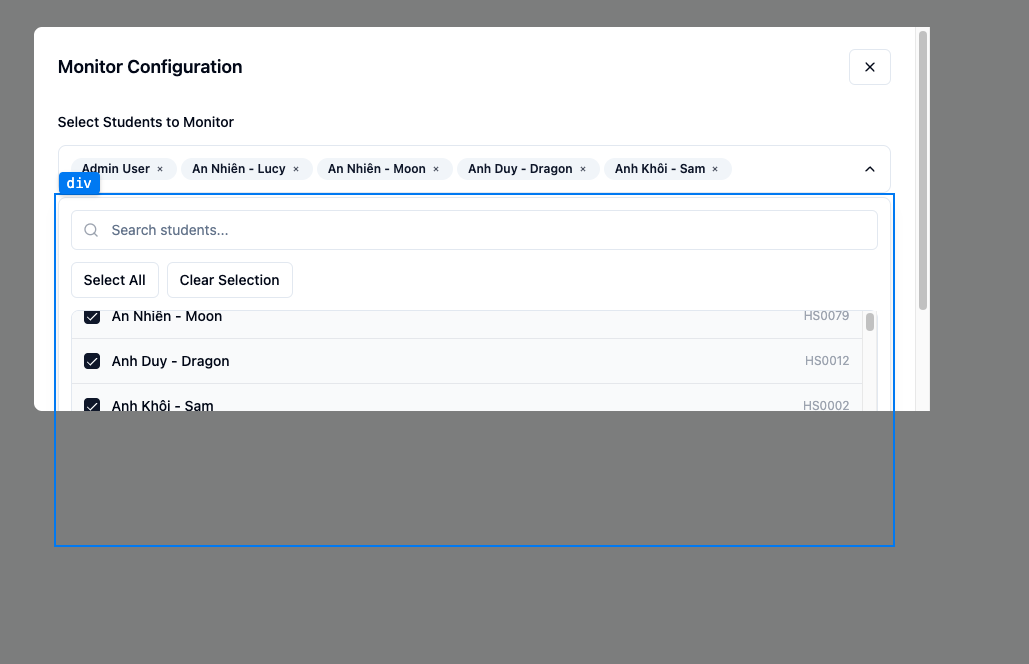 Monitor Configuration
Select Students to Monitor
Admin User × An Nhiên - Lucy × An Nhiên - Moon × Anh Duy - Dragon × Anh Khôi - Sam ×
div
Search students...
Select All Clear Selection
An Nhiên - Moon HS0079
Anh Duy - Dragon HS0012
Anh Khôi - Sam HS0002